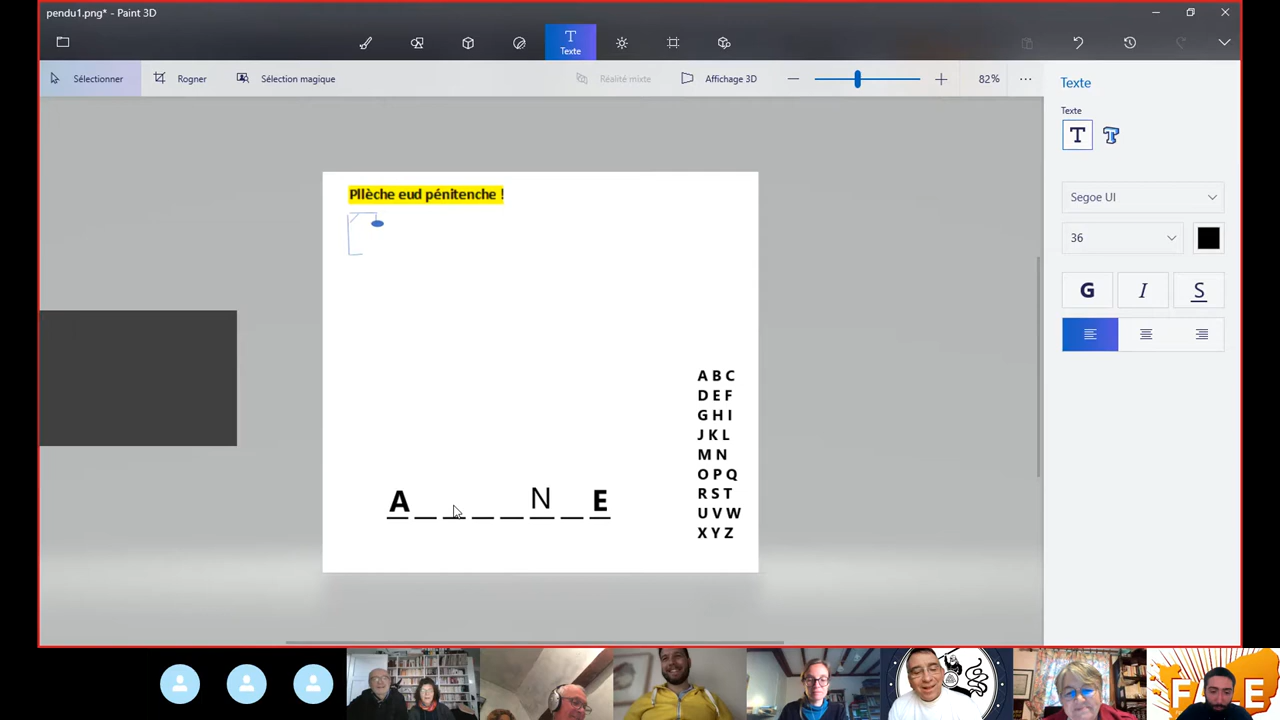 pendu1.png* - Paint 3D
Texte
Sélectionner Rogner Sélection magique Réalité mixte Affichage 3D 82%
Texte
Texte
T T
Segoe UI
36
G I S
Pllèche eud pénitenche !
A B C
D E F
G H I
J K L
M N
O P Q
R S T
U V W
X Y Z
A _ _ _ _ N _ E